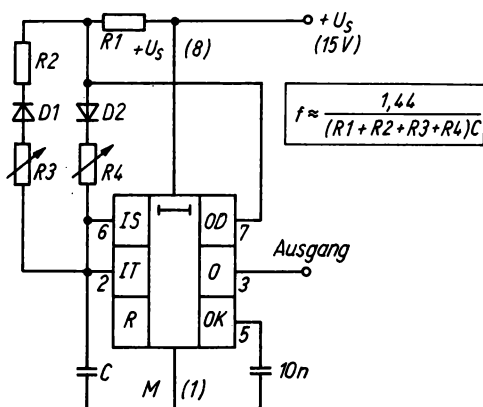 R1
+U_S
(8)
+U_S
(15V)
R2
D1
D2
f ≈ 1,44 / (R1+R2+R3+R4)C
R3
R4
IS
OD
6
7
IT
O
Ausgang
2
3
R
OK
5
C
M
(1)
10n